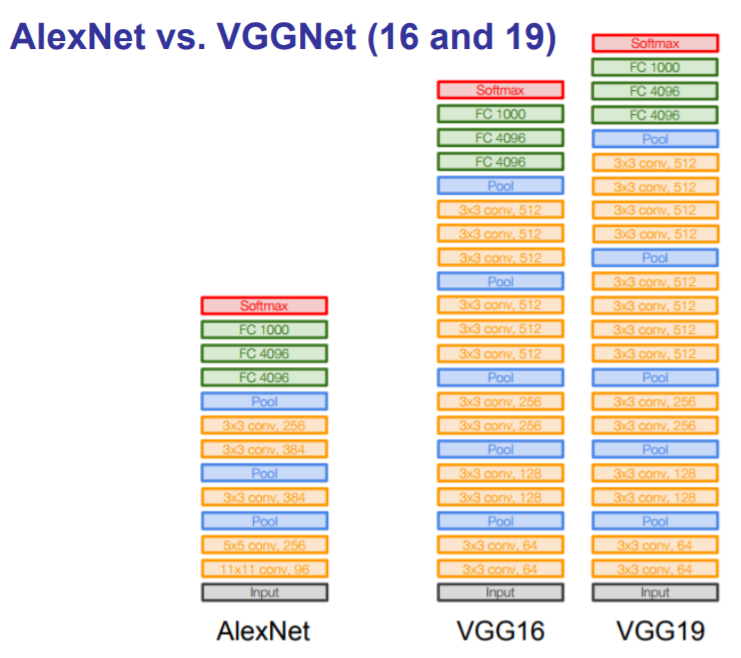 AlexNet vs. VGGNet (16 and 19)
Softmax
FC 1000
FC 4096
FC 4096
Pool
3x3 conv, 256
3x3 conv, 384
Pool
3x3 conv, 384
Pool
5x5 conv, 256
11x11 conv, 96
Input
AlexNet
Softmax
FC 1000
FC 4096
FC 4096
Pool
3x3 conv, 512
3x3 conv, 512
3x3 conv, 512
Pool
3x3 conv, 512
3x3 conv, 512
3x3 conv, 512
Pool
3x3 conv, 256
3x3 conv, 256
Pool
3x3 conv, 128
3x3 conv, 128
Pool
3x3 conv, 64
3x3 conv, 64
Input
VGG16
Softmax
FC 1000
FC 4096
FC 4096
Pool
3x3 conv, 512
3x3 conv, 512
3x3 conv, 512
3x3 conv, 512
Pool
3x3 conv, 512
3x3 conv, 512
3x3 conv, 512
3x3 conv, 512
Pool
3x3 conv, 256
3x3 conv, 256
Pool
3x3 conv, 128
3x3 conv, 128
Pool
3x3 conv, 64
3x3 conv, 64
Input
VGG19